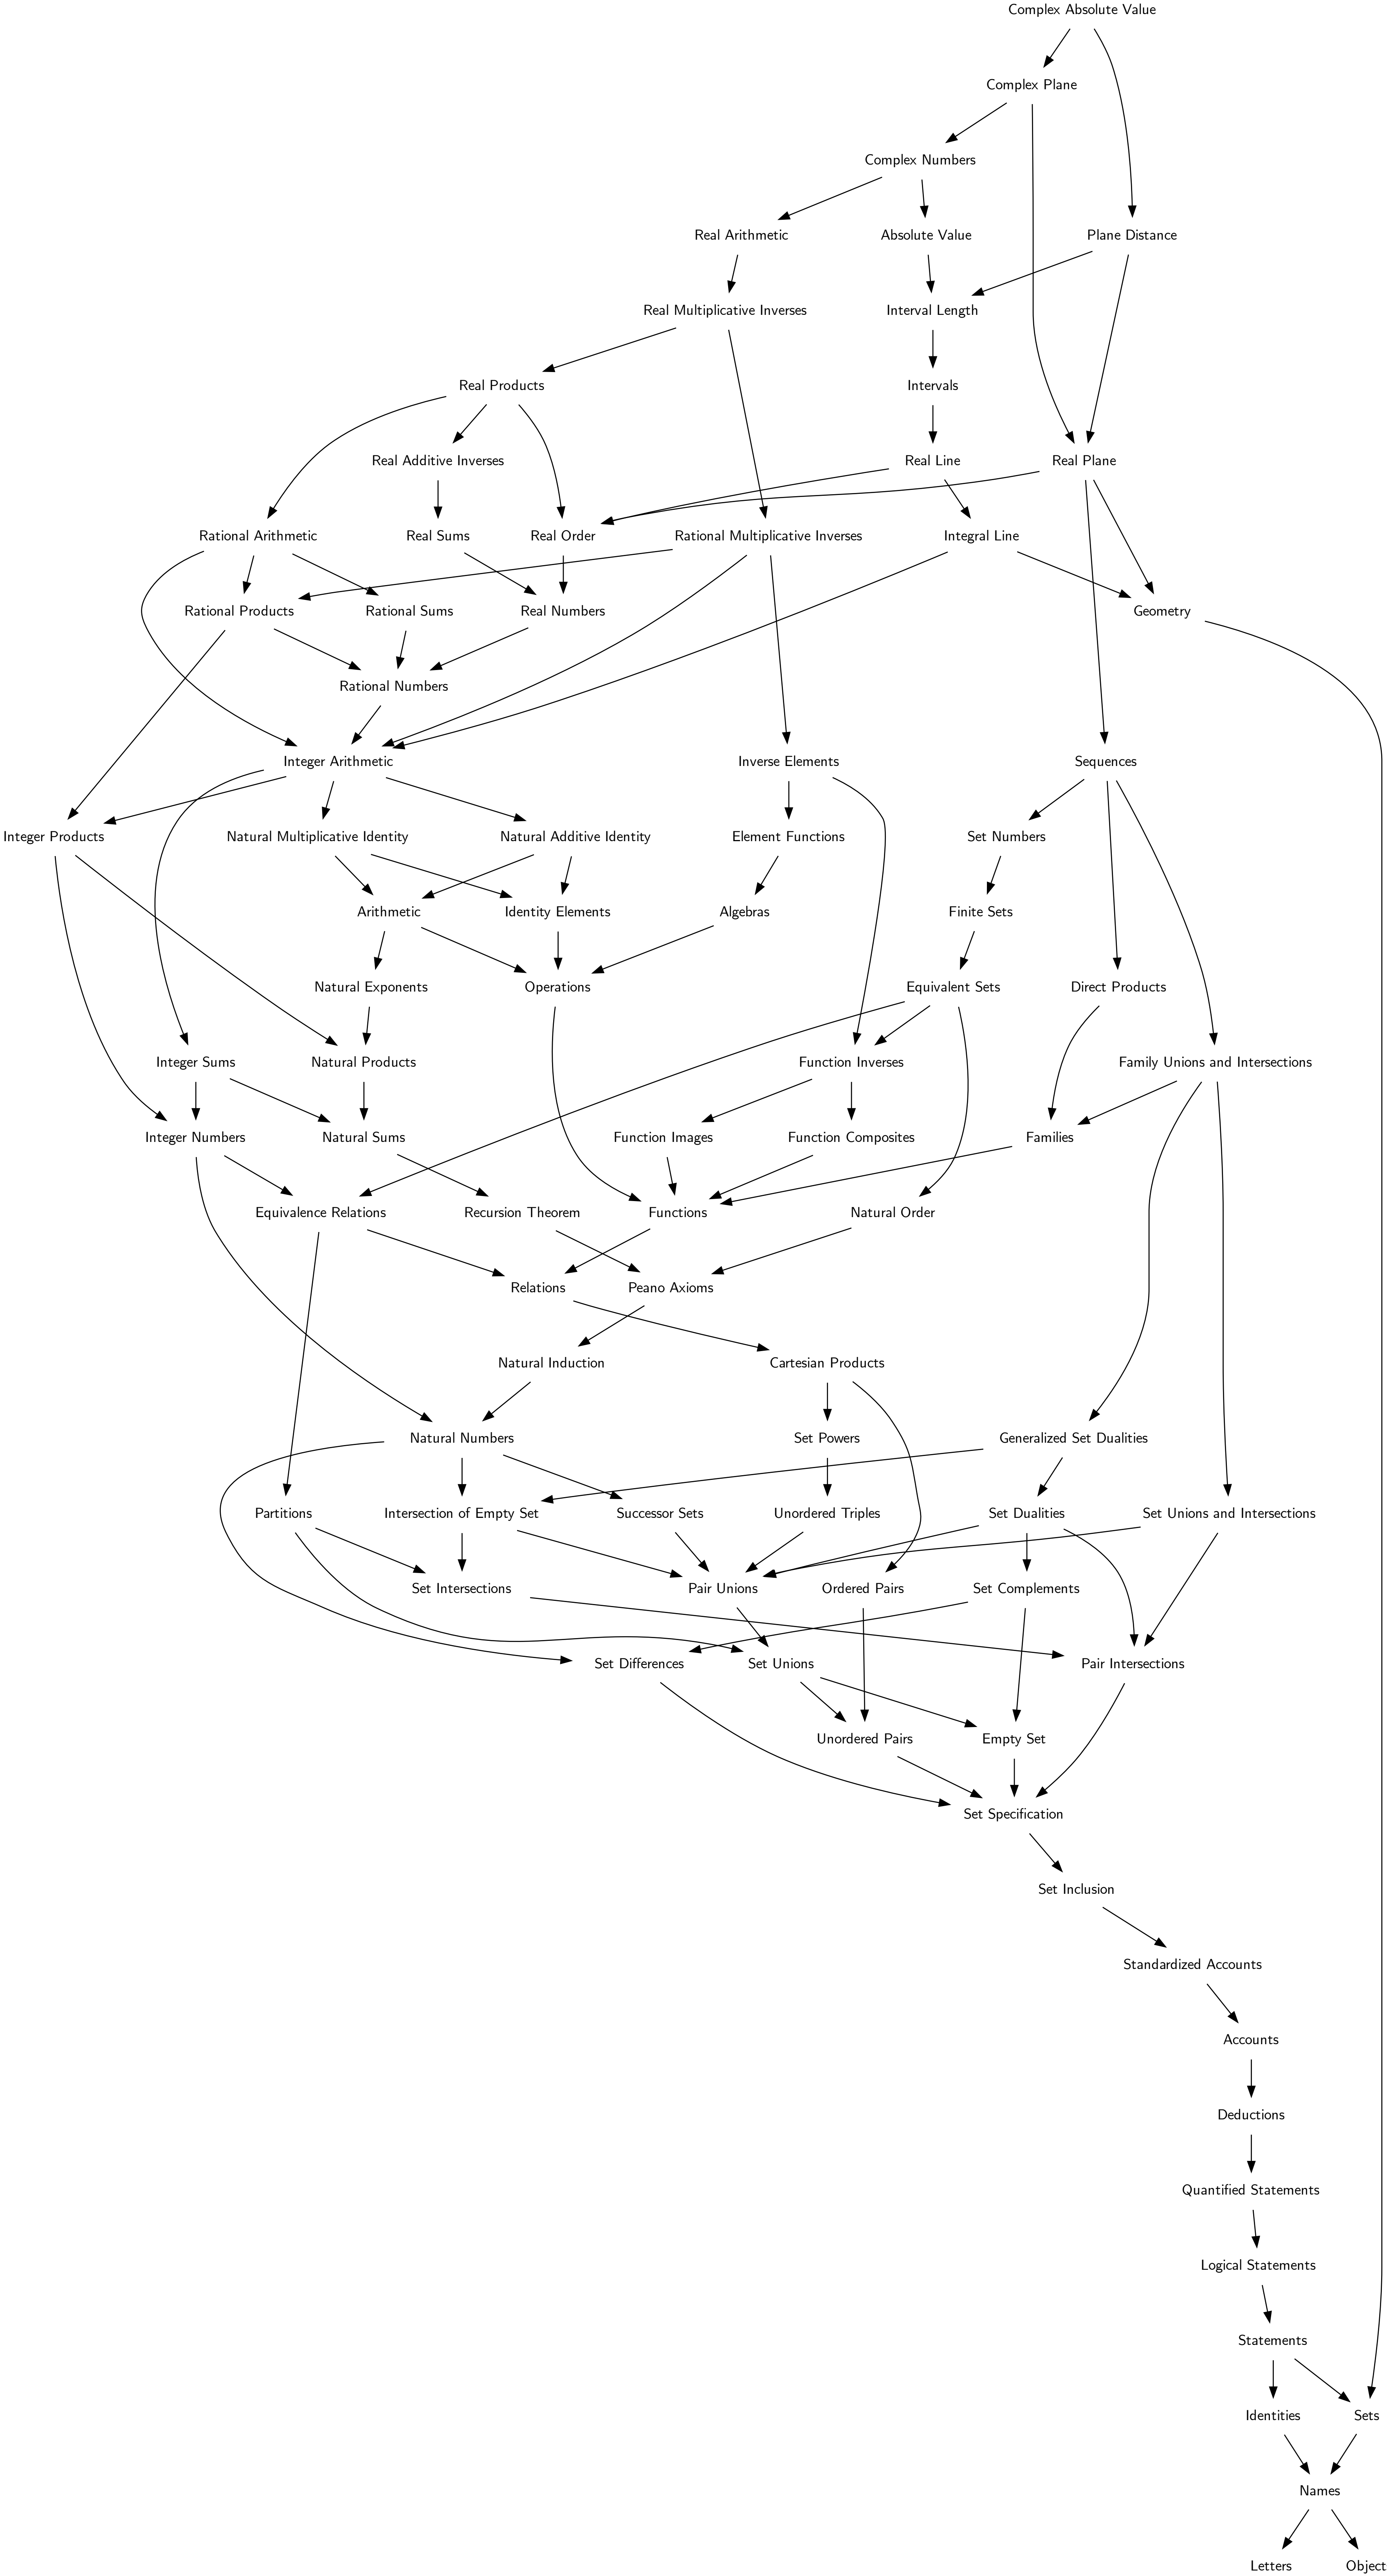 Complex Absolute Value
Complex Plane
Complex Numbers
Real Arithmetic
Absolute Value
Plane Distance
Real Multiplicative Inverses
Interval Length
Real Products
Intervals
Real Additive Inverses
Real Line
Real Plane
Rational Arithmetic
Real Sums
Real Order
Rational Multiplicative Inverses
Integral Line
Rational Products
Rational Sums
Real Numbers
Geometry
Rational Numbers
Integer Arithmetic
Inverse Elements
Sequences
Integer Products
Natural Multiplicative Identity
Natural Additive Identity
Element Functions
Set Numbers
Arithmetic
Identity Elements
Algebras
Finite Sets
Natural Exponents
Operations
Equivalent Sets
Direct Products
Integer Sums
Natural Products
Function Inverses
Family Unions and Intersections
Integer Numbers
Natural Sums
Function Images
Function Composites
Families
Equivalence Relations
Recursion Theorem
Functions
Natural Order
Relations
Peano Axioms
Natural Induction
Cartesian Products
Natural Numbers
Set Powers
Generalized Set Dualities
Partitions
Intersection of Empty Set
Successor Sets
Unordered Triples
Set Dualities
Set Unions and Intersections
Set Intersections
Pair Unions
Ordered Pairs
Set Complements
Set Differences
Set Unions
Pair Intersections
Unordered Pairs
Empty Set
Set Specification
Set Inclusion
Standardized Accounts
Accounts
Deductions
Quantified Statements
Logical Statements
Statements
Identities
Sets
Names
Letters
Object